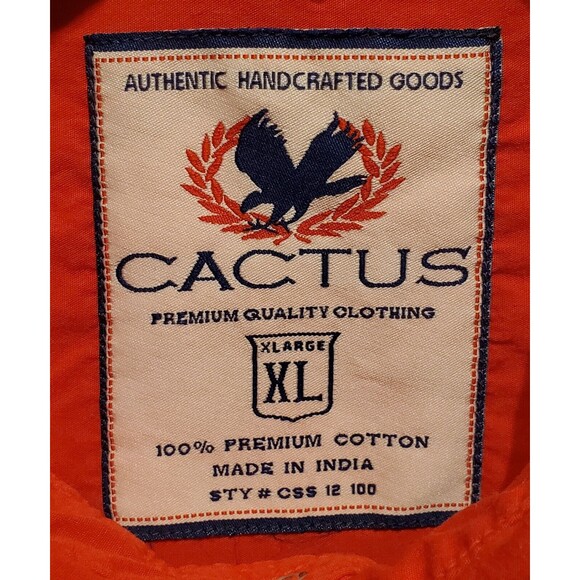 AUTHENTIC HANDCRAFTED GOODS
CACTUS
PREMIUM QUALITY CLOTHING
XLARGE
XL
100% PREMIUM COTTON
MADE IN INDIA
STY # CSS 12 100